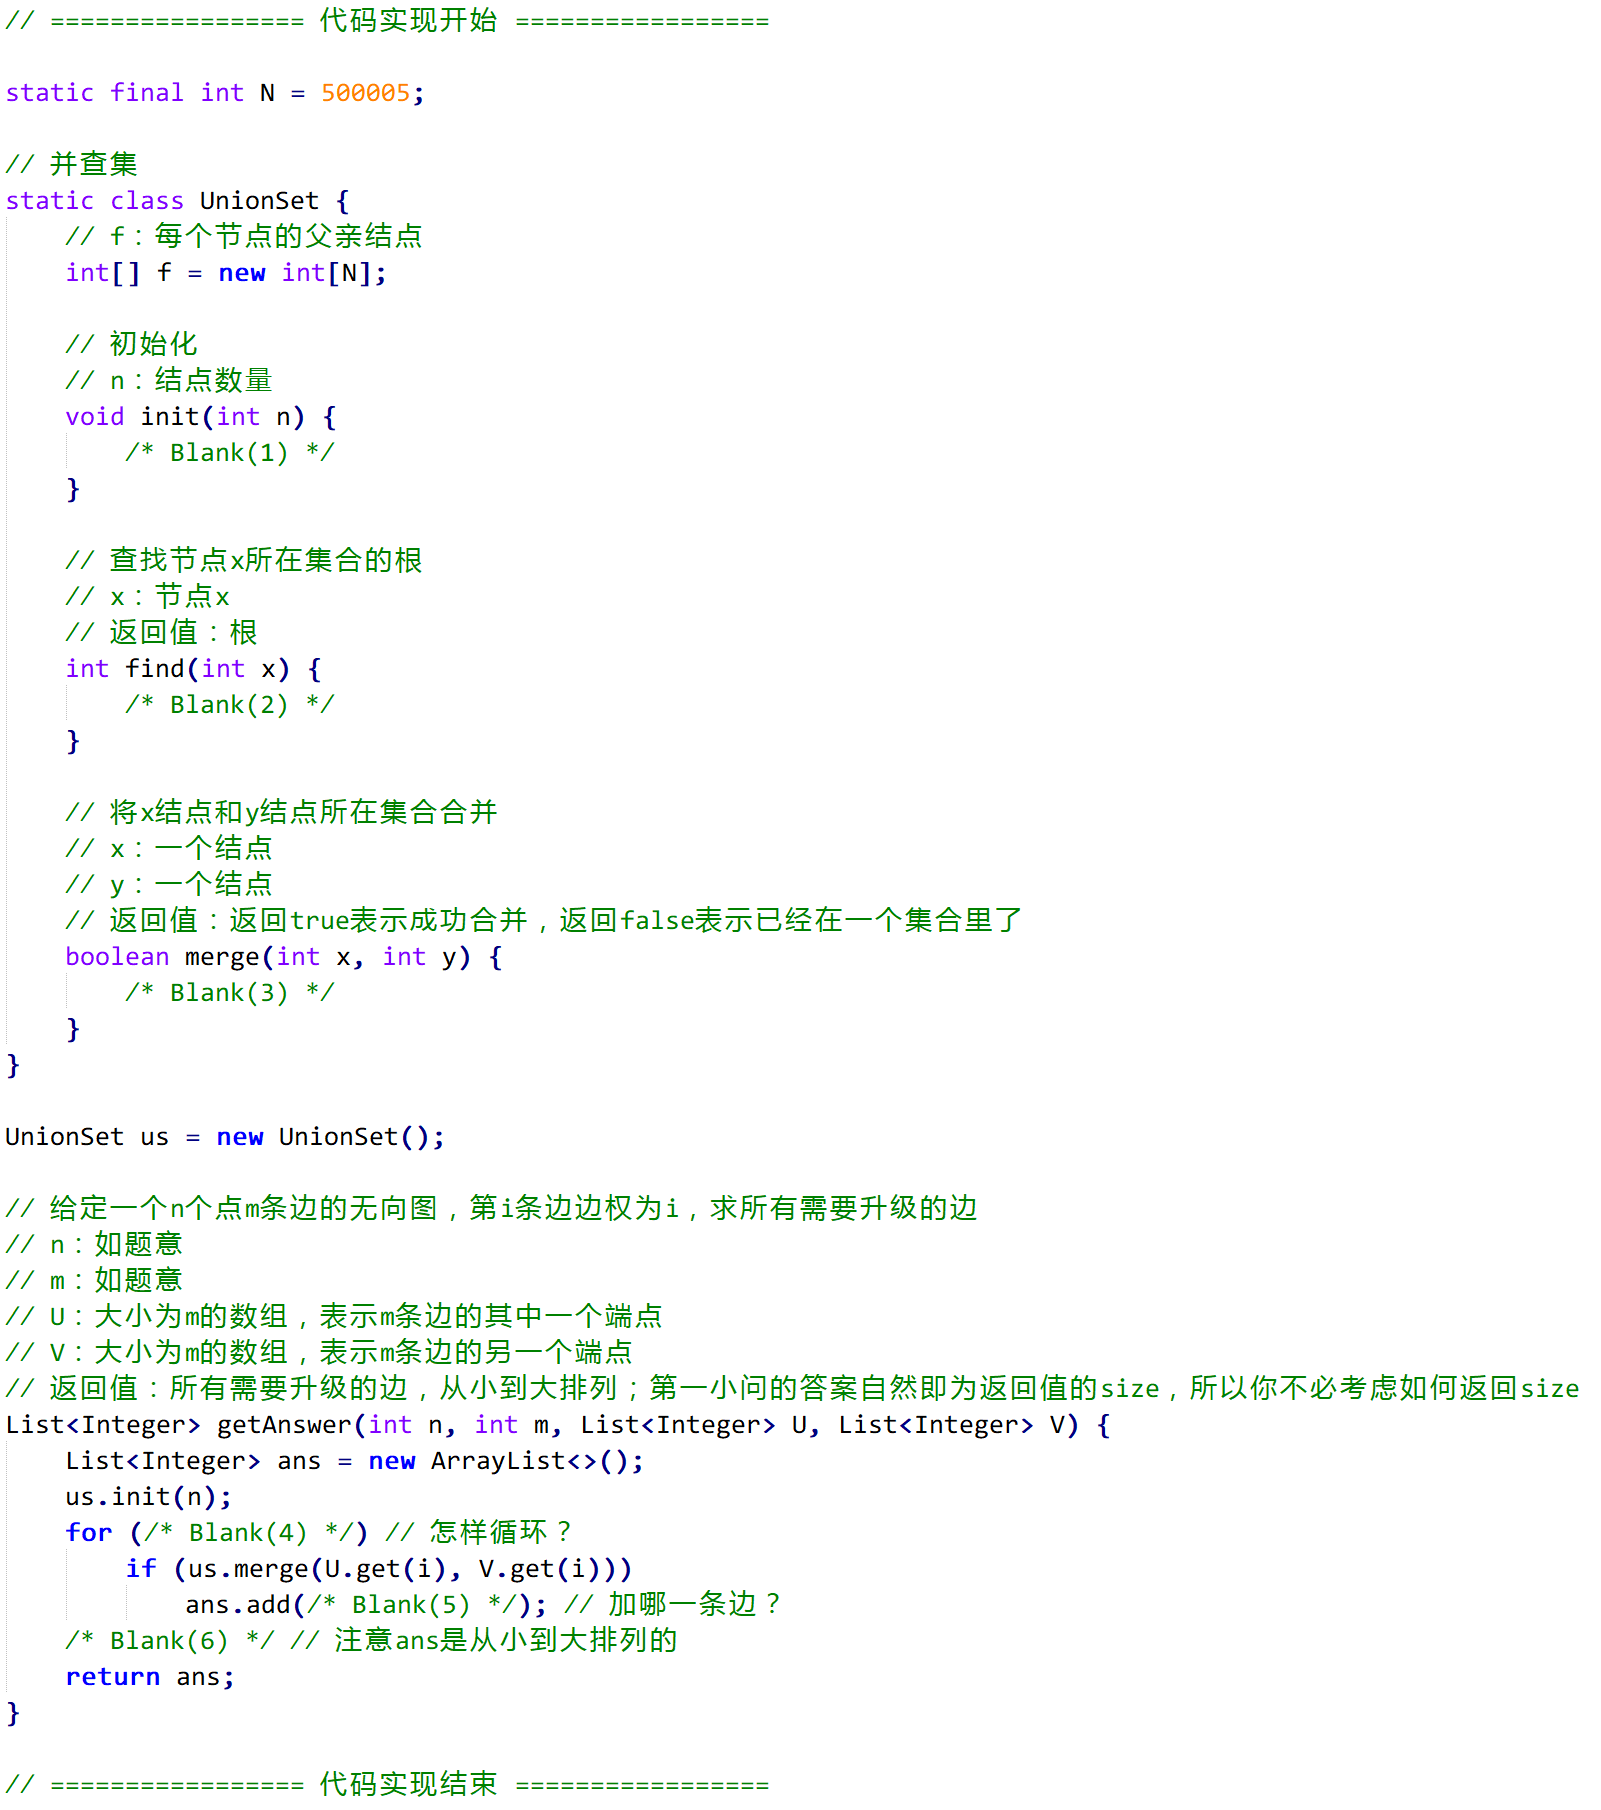 // ================= 代码实现开始 =================
static final int N = 500005;
// 并查集
static class UnionSet {
    // f：每个节点的父亲结点
    int[] f = new int[N];
    // 初始化
    // n：结点数量
    void init(int n) {
        /* Blank(1) */
    }
    // 查找节点x所在集合的根
    // x：节点x
    // 返回值：根
    int find(int x) {
        /* Blank(2) */
    }
    // 将x结点和y结点所在集合合并
    // x：一个结点
    // y：一个结点
    // 返回值：返回true表示成功合并，返回false表示已经在一个集合里了
    boolean merge(int x, int y) {
        /* Blank(3) */
    }
}
UnionSet us = new UnionSet();
// 给定一个n个点m条边的无向图，第i条边边权为i，求所有需要升级的边
// n：如题意
// m：如题意
// U：大小为m的数组，表示m条边的其中一个端点
// V：大小为m的数组，表示m条边的另一个端点
// 返回值：所有需要升级的边，从小到大排列；第一小问的答案自然即为返回值的size，所以你不必考虑如何返回size
List<Integer> getAnswer(int n, int m, List<Integer> U, List<Integer> V) {
    List<Integer> ans = new ArrayList<>();
    us.init(n);
    for (/* Blank(4) */) // 怎样循环？
        if (us.merge(U.get(i), V.get(i)))
            ans.add(/* Blank(5) */); // 加哪一条边？
    /* Blank(6) */ // 注意ans是从小到大排列的
    return ans;
}
// ================= 代码实现结束 =================